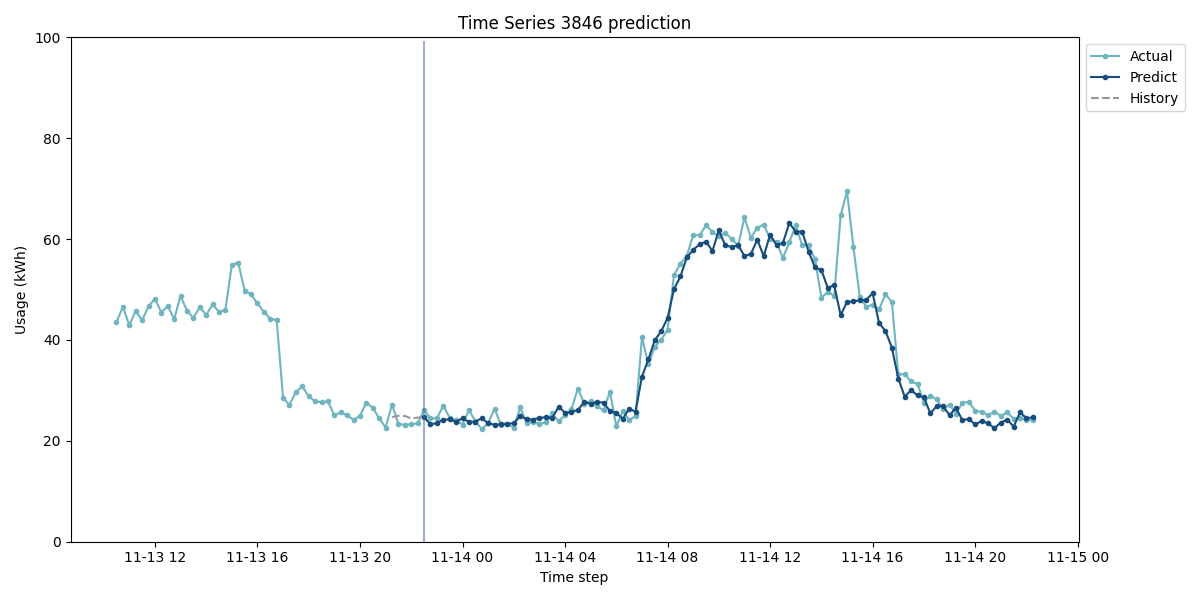 Time Series 3846 prediction
Actual
Predict
History
Usage (kWh)
100
80
60
40
20
0
11-13 12
11-13 16
11-13 20
11-14 00
11-14 04
11-14 08
11-14 12
11-14 16
11-14 20
11-15 00
Time step